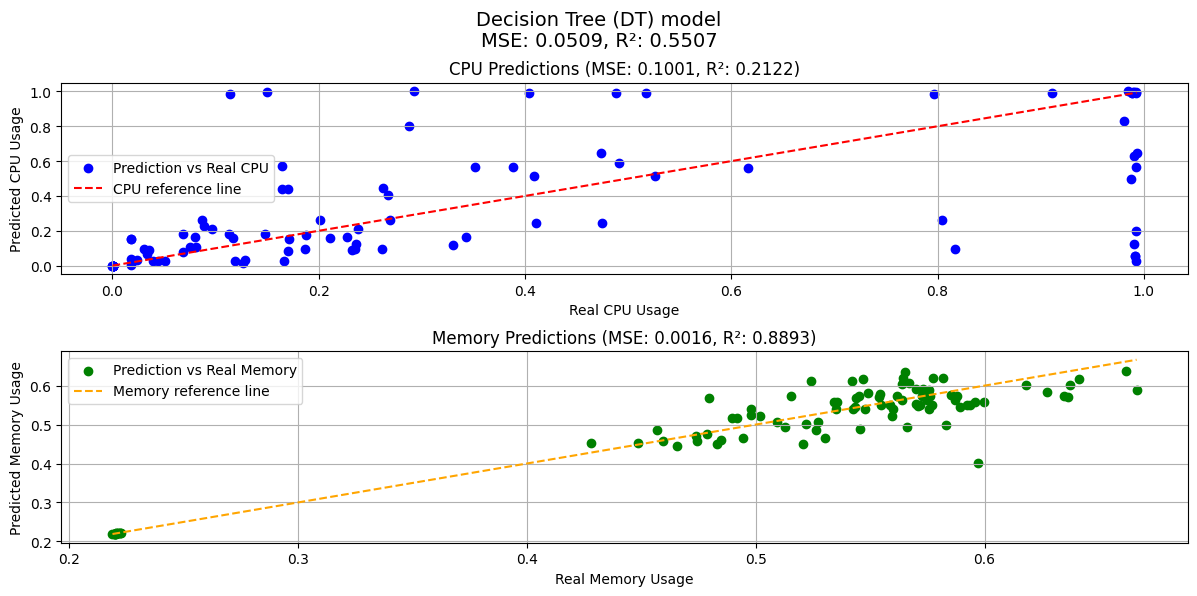 Decision Tree (DT) model
MSE: 0.0509, R²: 0.5507
CPU Predictions (MSE: 0.1001, R²: 0.2122)
Predicted CPU Usage
1.0
0.8
0.6
0.4
0.2
0.0
Prediction vs Real CPU
CPU reference line
0.0 0.2 0.4 0.6 0.8 1.0
Real CPU Usage
Memory Predictions (MSE: 0.0016, R²: 0.8893)
Predicted Memory Usage
0.6
0.5
0.4
0.3
0.2
Prediction vs Real Memory
Memory reference line
0.2 0.3 0.4 0.5 0.6
Real Memory Usage